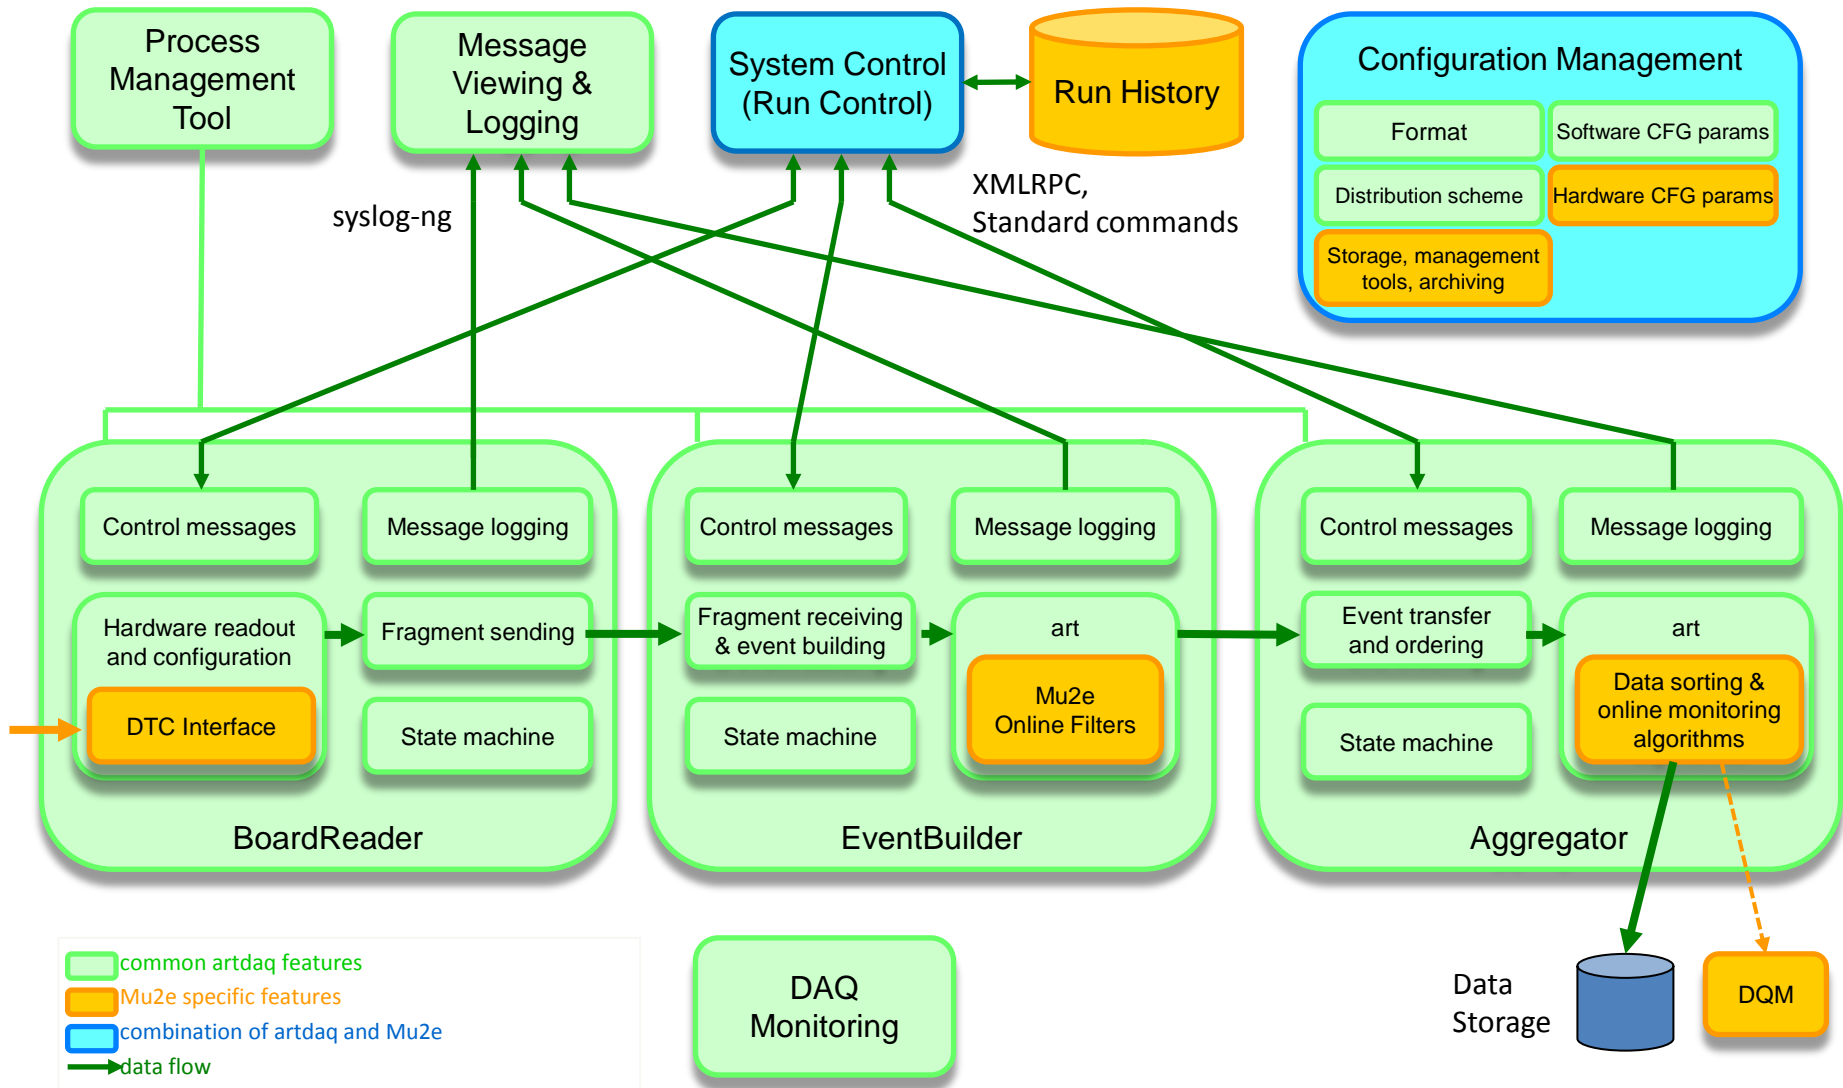 Process
Management
Tool
Message
Viewing &
Logging
System Control
(Run Control)
Run History
Configuration Management
Format
Software CFG params
Distribution scheme
Hardware CFG params
Storage, management
tools, archiving
syslog-ng
XMLRPC,
Standard commands
Control messages
Message logging
Hardware readout
and configuration
Fragment sending
DTC Interface
State machine
BoardReader
Control messages
Message logging
Fragment receiving
& event building
art
Mu2e
Online Filters
State machine
EventBuilder
Control messages
Message logging
Event transfer
and ordering
art
Data sorting &
online monitoring
algorithms
State machine
Aggregator
common artdaq features
Mu2e specific features
combination of artdaq and Mu2e
data flow
DAQ
Monitoring
Data
Storage
DQM